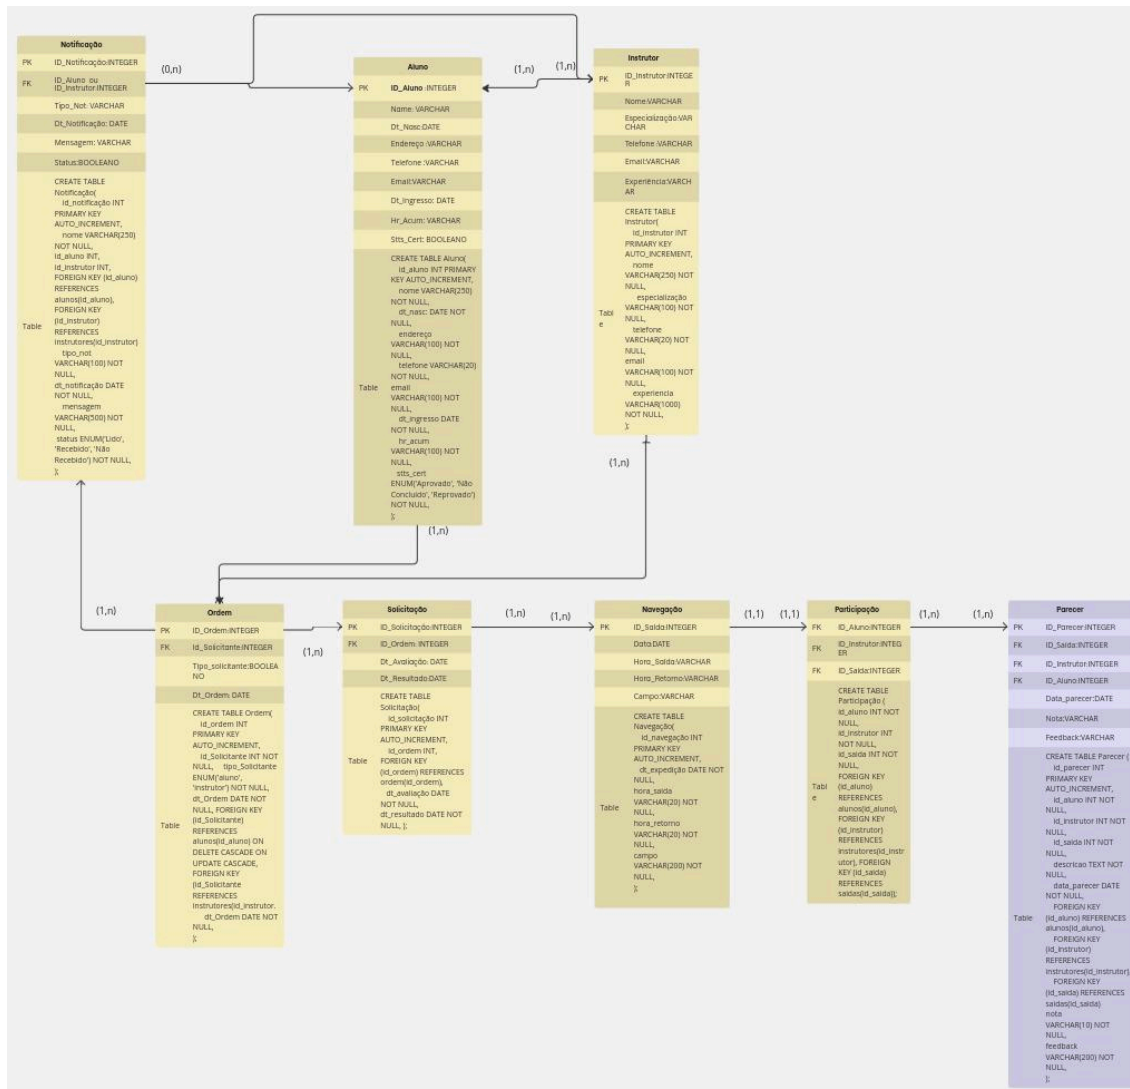 Notificação
PK ID_Notificação:INTEGER
FK ID_Aluno ou
ID_Instrutor:INTEGER
Tipo_Not: VARCHAR
Dt_Notificação: DATE
Mensagem: VARCHAR
Status:BOOLEANO
Table
CREATE TABLE
Notificação(
id_notificação INT
PRIMARY KEY
AUTO_INCREMENT,
nome VARCHAR(250)
NOT NULL,
id_aluno INT,
id_instrutor INT,
FOREIGN KEY (id_aluno)
REFERENCES
alunos(id_aluno),
FOREIGN KEY
(id_instrutor)
REFERENCES
instrutores(id_instrutor)
tipo_not
VARCHAR(100) NOT
NULL,
dt_notificação DATE
NOT NULL,
mensagem
VARCHAR(500) NOT
NULL,
status ENUM('Lido',
'Recebido', 'Não
Recebido') NOT NULL,
);
(0,n)
Aluno
PK ID_Aluno :INTEGER
Name: VARCHAR
Dt_Nasc:DATE
Endereço :VARCHAR
Telefone :VARCHAR
Email:VARCHAR
Dt_Ingresso: DATE
Hr_Acum: VARCHAR
Stts_Cert: BOOLEANO
Table
CREATE TABLE Aluno(
id_aluno INT PRIMARY
KEY AUTO_INCREMENT,
nome VARCHAR(250)
NOT NULL,
dt_nasc: DATE NOT
NULL,
endereço
VARCHAR(100) NOT
NULL,
telefone VARCHAR(20)
NOT NULL,
email
VARCHAR(100) NOT
NULL,
dt_ingresso DATE
NOT NULL,
hr_acum
VARCHAR(100) NOT
NULL,
stts_cert
ENUM('Aprovado', 'Não
Concluido', 'Reprovado')
NOT NULL,
);
(1,n)
(1,n)
(1,n)
Instrutor
PK ID_Instrutor:INTEGE
R
Nome:VARCHAR
Especialização:VAR
CHAR
Telefone :VARCHAR
Email:VARCHAR
Experiência:VARCH
AR
Tabl
e
CREATE TABLE
Instrutor(
id_instrutor INT
PRIMARY KEY
AUTO_INCREMENT,
nome
VARCHAR(250) NOT
NULL,
especialização
VARCHAR(100) NOT
NULL,
telefone
VARCHAR(20) NOT
NULL,
email
VARCHAR(100) NOT
NULL,
experiencia
VARCHAR(1000)
NOT NULL,
);
(1,n)
(1,n)
Ordem
PK ID_Ordem:INTEGER
FK Id_Solicitante:INTEGER
Tipo_solicitante:BOOLEA
NO
Dt_Ordem: DATE
Table
CREATE TABLE Ordem(
id_ordem INT
PRIMARY KEY
AUTO_INCREMENT,
id_Solicitante INT NOT
NULL, tipo_Solicitante
ENUM('aluno',
'instrutor') NOT NULL,
dt_Ordem DATE NOT
NULL, FOREIGN KEY
(id_Solicitante)
REFERENCES
alunos(id_aluno) ON
DELETE CASCADE ON
UPDATE CASCADE,
FOREIGN KEY
(id_Solicitante
REFERENCES
instrutores(id_instrutor.
dt_Ordem DATE NOT
NULL,
);
(1,n)
Solicitação
PK ID_Solicitação:INTEGER
FK ID_Ordem: INTEGER
Dt_Avaliação: DATE
Dt_Resultado:DATE
Table
CREATE TABLE
Solicitação(
id_solicitação INT
PRIMARY KEY
AUTO_INCREMENT,
id_ordem INT,
FOREIGN KEY
(id_ordem) REFERENCES
ordem(id_ordem),
dt_avaliação DATE
NOT NULL,
dt_resultado DATE NOT
NULL, );
(1,n)
(1,n)
Navegação
PK ID_Saída:INTEGER
Data:DATE
Hora_Saída:VARCHAR
Hora_Retorno:VARCHAR
Campo:VARCHAR
Table
CREATE TABLE
Navegação(
id_navegação INT
PRIMARY KEY
AUTO_INCREMENT,
dt_expedição DATE NOT
NULL,
hora_saida
VARCHAR(20) NOT
NULL,
hora_retorno
VARCHAR(20) NOT
NULL,
campo
VARCHAR(200) NOT
NULL,
);
(1,1)
(1,1)
Participação
PK ID_Aluno:INTEGER
FK ID_Instrutor:INTEG
ER
FK ID_Saida:INTEGER
Tabl
e
CREATE TABLE
Participação (
id_aluno INT NOT
NULL,
id_instrutor INT
NOT NULL,
id_saida INT NOT
NULL,
FOREIGN KEY
(id_aluno)
REFERENCES
alunos(id_aluno),
FOREIGN KEY
(id_instrutor)
REFERENCES
instrutores(id_instr
utor), FOREIGN
KEY (id_saida)
REFERENCES
saidas(id_saida));
(1,n)
(1,n)
Parecer
PK ID_Parecer:INTEGER
FK ID_Saida:INTEGER
FK ID_Instrutor:INTEGER
FK ID_Aluno:INTEGER
Data_parecer:DATE
Nota:VARCHAR
Feedback:VARCHAR
Table
CREATE TABLE Parecer (
id_parecer INT
PRIMARY KEY
AUTO_INCREMENT,
id_aluno INT NOT
NULL,
id_instrutor INT NOT
NULL,
id_saida INT NOT
NULL,
descricao TEXT NOT
NULL,
data_parecer DATE
NOT NULL,
FOREIGN KEY
(id_aluno) REFERENCES
alunos(id_aluno),
FOREIGN KEY
(id_instrutor)
REFERENCES
instrutores(id_instrutor),
FOREIGN KEY
(id_saida) REFERENCES
saidas(id_saida)
nota
VARCHAR(10) NOT
NULL,
feedback
VARCHAR(200) NOT
NULL,
);